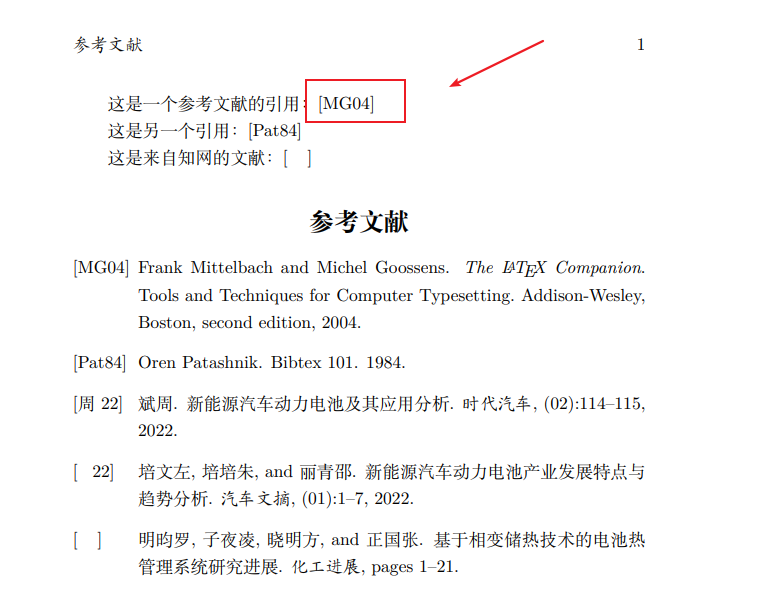 参考文献 1
这是一个参考文献的引用：[MG04]
这是另一个引用：[Pat84]
这是来自知网的文献：[ ]
参考文献
[MG04] Frank Mittelbach and Michel Goossens. The LATEX Companion.
Tools and Techniques for Computer Typesetting. Addison-Wesley,
Boston, second edition, 2004.
[Pat84] Oren Patashnik. Bibtex 101. 1984.
[周 22] 斌周. 新能源汽车动力电池及其应用分析. 时代汽车, (02):114–115,
2022.
[ 22] 培文左, 培培朱, and 丽青邵. 新能源汽车动力电池产业发展特点与
趋势分析. 汽车文摘, (01):1–7, 2022.
[ ] 明昀罗, 子夜凌, 晓明方, and 正国张. 基于相变储热技术的电池热
管理系统研究进展. 化工进展, pages 1–21.